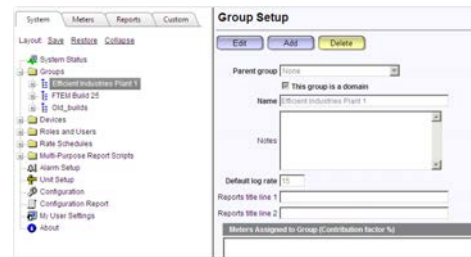 System Meters Reports Custom
Layout: Save Restore Collapse
System Status
Groups
Efficient Industries Plant 1
FTEM Build 25
Old_builds
Devices
Roles and Users
Rate Schedules
Multi-Purpose Report Scripts
Alarm Setup
Unit Setup
Configuration
Configuration Report
My User Settings
About
Group Setup
Edit Add Delete
Parent group None
This group is a domain
Name Efficient Industries Plant 1
Notes
Default log rate 15
Reports title line 1
Reports title line 2
Meters Assigned to Group (Contribution factor %)